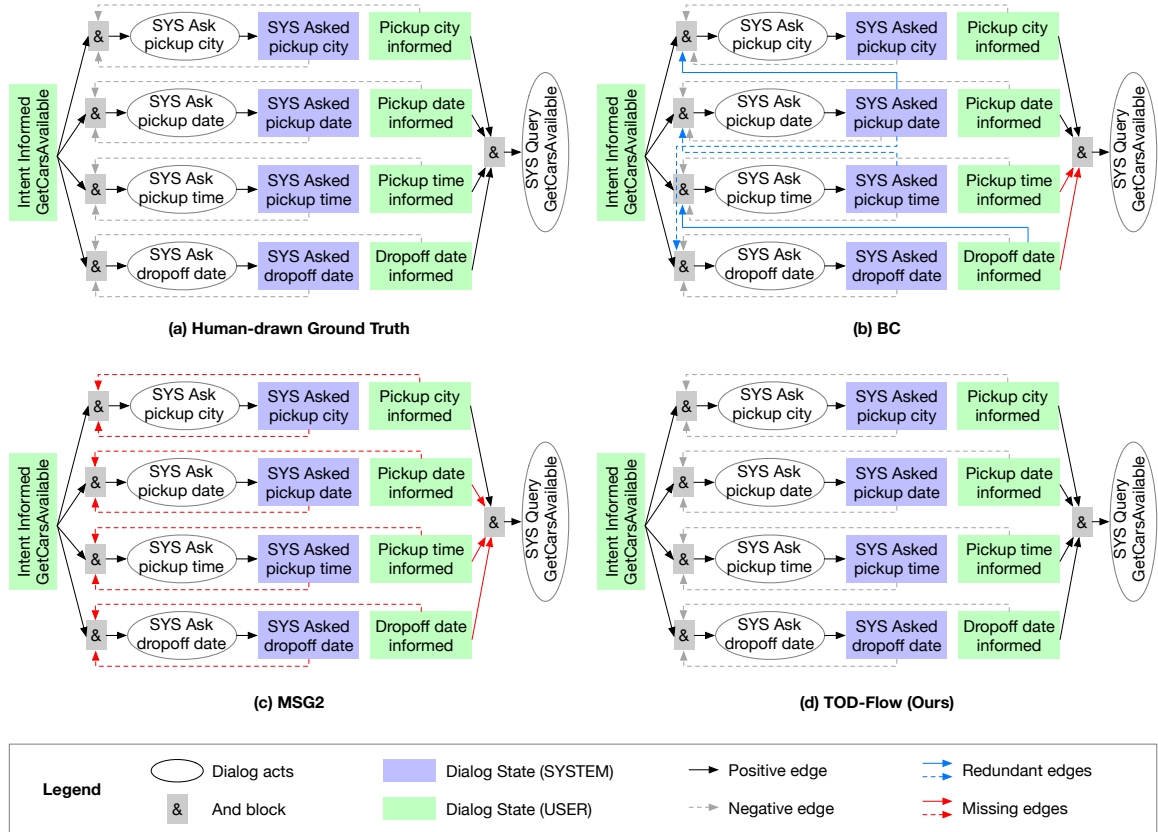 Intent Informed
GetCarsAvailable
&
SYS Ask
pickup city
SYS Asked
pickup city
Pickup city
informed
&
SYS Ask
pickup date
SYS Asked
pickup date
Pickup date
informed
&
SYS Ask
pickup time
SYS Asked
pickup time
Pickup time
informed
&
SYS Ask
dropoff date
SYS Asked
dropoff date
Dropoff date
informed
&
SYS Query
GetCarsAvailable
(a) Human-drawn Ground Truth
Intent Informed
GetCarsAvailable
&
SYS Ask
pickup city
SYS Asked
pickup city
Pickup city
informed
&
SYS Ask
pickup date
SYS Asked
pickup date
Pickup date
informed
&
SYS Ask
pickup time
SYS Asked
pickup time
Pickup time
informed
&
SYS Ask
dropoff date
SYS Asked
dropoff date
Dropoff date
informed
&
SYS Query
GetCarsAvailable
(b) BC
Intent Informed
GetCarsAvailable
&
SYS Ask
pickup city
SYS Asked
pickup city
Pickup city
informed
&
SYS Ask
pickup date
SYS Asked
pickup date
Pickup date
informed
&
SYS Ask
pickup time
SYS Asked
pickup time
Pickup time
informed
&
SYS Ask
dropoff date
SYS Asked
dropoff date
Dropoff date
informed
&
SYS Query
GetCarsAvailable
(c) MSG2
Intent Informed
GetCarsAvailable
&
SYS Ask
pickup city
SYS Asked
pickup city
Pickup city
informed
&
SYS Ask
pickup date
SYS Asked
pickup date
Pickup date
informed
&
SYS Ask
pickup time
SYS Asked
pickup time
Pickup time
informed
&
SYS Ask
dropoff date
SYS Asked
dropoff date
Dropoff date
informed
&
SYS Query
GetCarsAvailable
(d) TOD-Flow (Ours)
Legend
Dialog acts
Dialog State (SYSTEM)
Positive edge
Redundant edges
&
And block
Dialog State (USER)
Negative edge
Missing edges